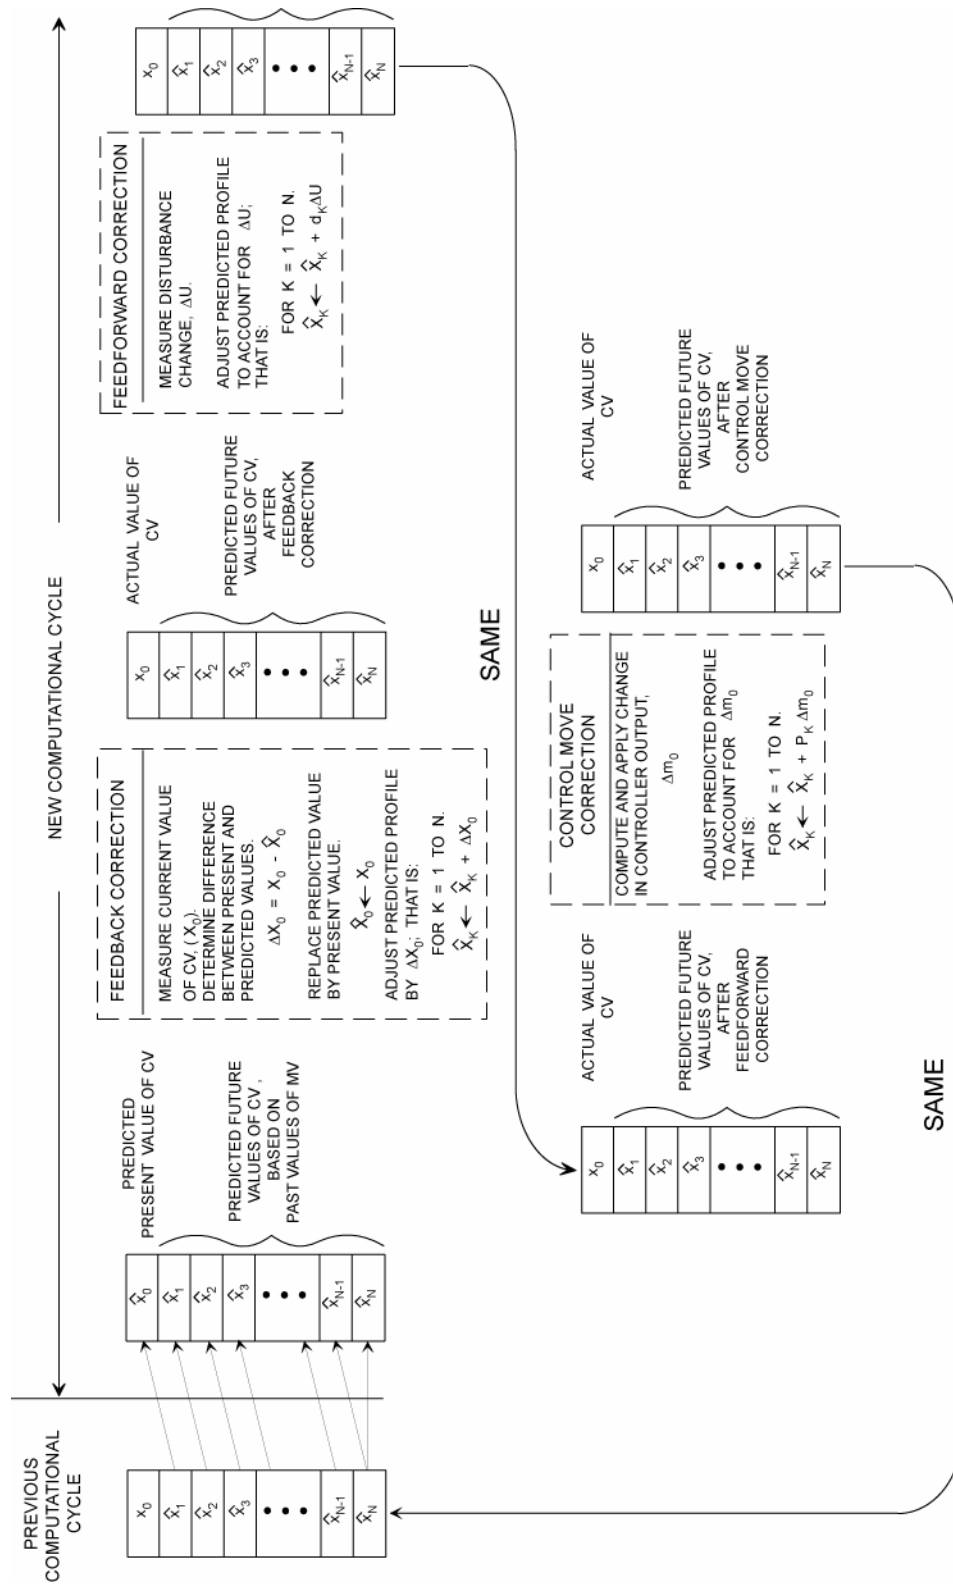 PREVIOUS
COMPUTATIONAL
CYCLE
NEW COMPUTATIONAL CYCLE
x₀
x̂₁
x̂₂
x̂₃
• • •
x̂N-1
x̂N
x̂₀
x̂₁
x̂₂
x̂₃
• • •
x̂N-1
x̂N
PREDICTED
PRESENT VALUE OF CV
PREDICTED FUTURE
VALUES OF CV ,
BASED ON
PAST VALUES OF MV
FEEDBACK CORRECTION
MEASURE CURRENT VALUE
OF CV, ( X₀).
DETERMINE DIFFERENCE
BETWEEN PRESENT AND
PREDICTED VALUES.
ΔX₀ = X₀ - X̂₀
REPLACE PREDICTED VALUE
BY PRESENT VALUE.
X̂₀ ← X₀
ADJUST PREDICTED PROFILE
BY ΔX₀; THAT IS:
FOR K = 1 TO N.
X̂K ← X̂K + ΔX₀
x₀
x̂₁
x̂₂
x̂₃
• • •
x̂N-1
x̂N
ACTUAL VALUE OF
CV
PREDICTED FUTURE
VALUES OF CV,
AFTER
FEEDBACK
CORRECTION
FEEDFORWARD CORRECTION
MEASURE DISTURBANCE
CHANGE, ΔU.
ADJUST PREDICTED PROFILE
TO ACCOUNT FOR ΔU;
THAT IS:
FOR K = 1 TO N.
X̂K ← X̂K + dKΔU
x₀
x̂₁
x̂₂
x̂₃
• • •
x̂N-1
x̂N
SAME
x₀
x̂₁
x̂₂
x̂₃
• • •
x̂N-1
x̂N
ACTUAL VALUE OF
CV
PREDICTED FUTURE
VALUES OF CV,
AFTER
FEEDFORWARD
CORRECTION
CONTROL MOVE
CORRECTION
COMPUTE AND APPLY CHANGE
IN CONTROLLER OUTPUT,
Δm₀
ADJUST PREDICTED PROFILE
TO ACCOUNT FOR Δm₀
THAT IS:
FOR K = 1 TO N.
X̂K ← X̂K + PK Δm₀
x₀
x̂₁
x̂₂
x̂₃
• • •
x̂N-1
x̂N
ACTUAL VALUE OF
CV
PREDICTED FUTURE
VALUES OF CV,
AFTER
CONTROL MOVE
CORRECTION
SAME